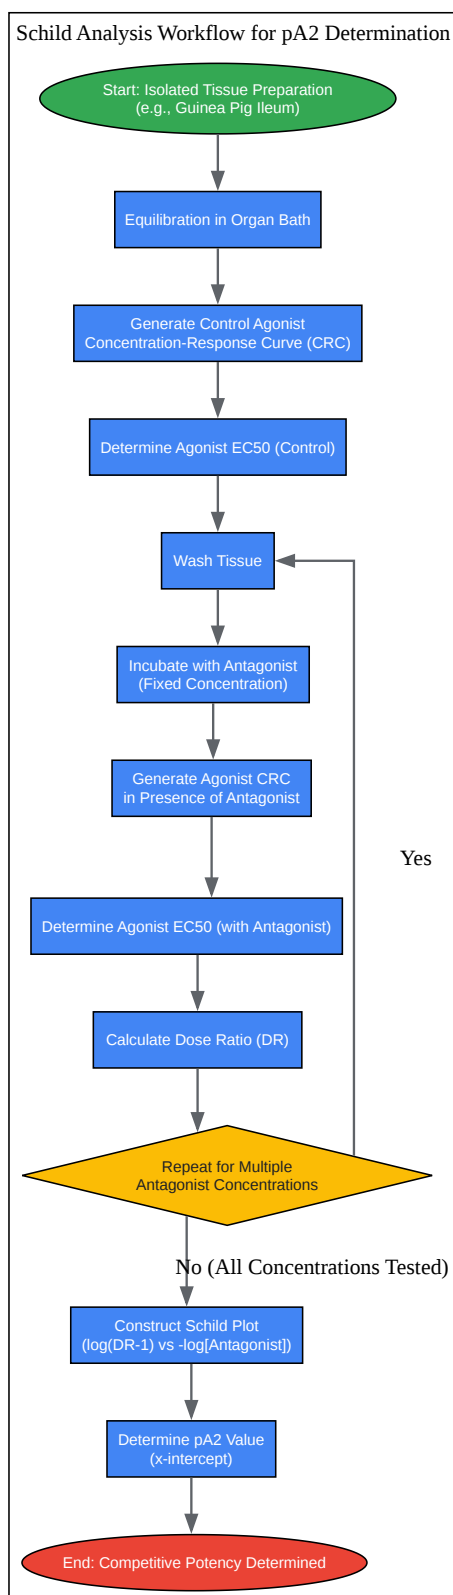 Schild Analysis Workflow for pA2 Determination
Start: Isolated Tissue Preparation
(e.g., Guinea Pig Ileum)
Equilibration in Organ Bath
Generate Control Agonist
Concentration-Response Curve (CRC)
Determine Agonist EC50 (Control)
Wash Tissue
Incubate with Antagonist
(Fixed Concentration)
Generate Agonist CRC
in Presence of Antagonist
Yes
Determine Agonist EC50 (with Antagonist)
Calculate Dose Ratio (DR)
Repeat for Multiple
Antagonist Concentrations
No (All Concentrations Tested)
Construct Schild Plot
(log(DR-1) vs -log[Antagonist])
Determine pA2 Value
(x-intercept)
End: Competitive Potency Determined